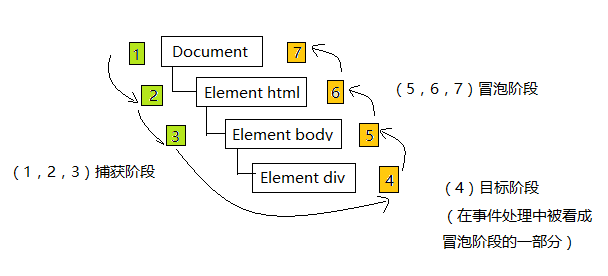 1
Document
7
2
Element html
6
（5，6，7）冒泡阶段
3
Element body
5
（1，2，3）捕获阶段
Element div
4
（4）目标阶段
（在事件处理中被看成
冒泡阶段的一部分）